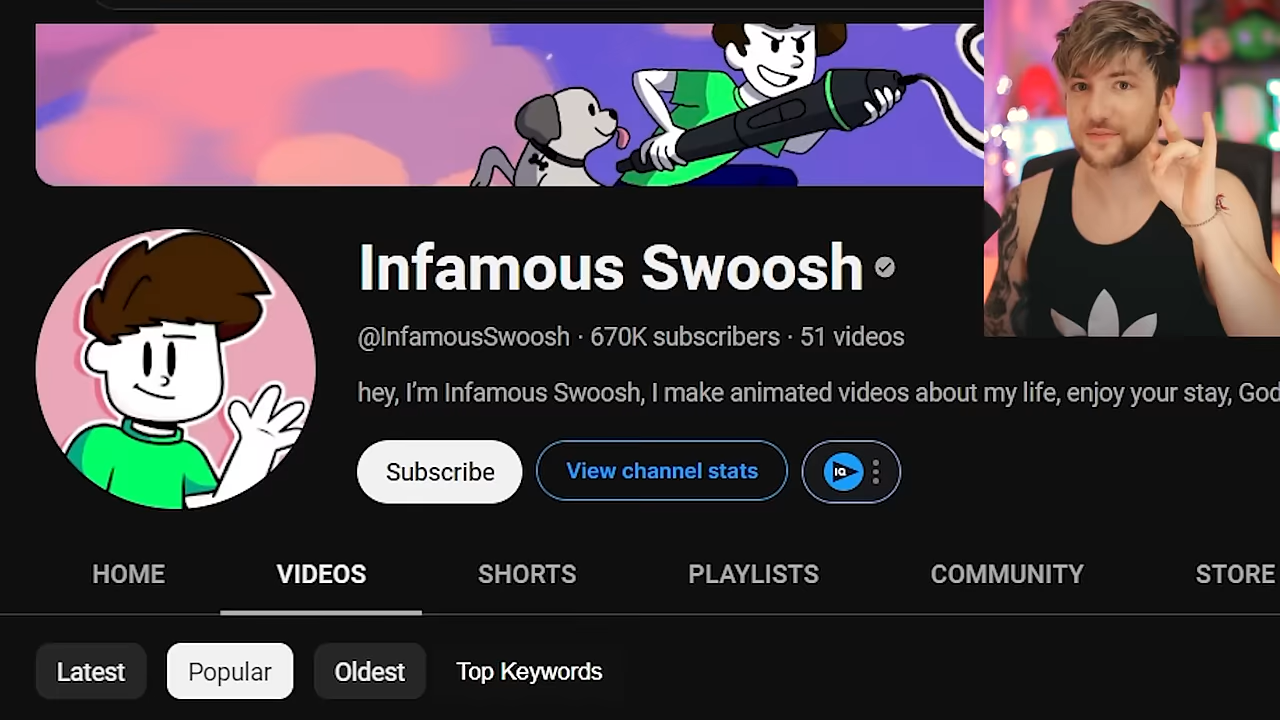 Infamous Swoosh
@InfamousSwoosh · 670K subscribers · 51 videos
hey, I'm Infamous Swoosh, I make animated videos about my life, enjoy your stay, God
Subscribe
View channel stats
IQ
HOME
VIDEOS
SHORTS
PLAYLISTS
COMMUNITY
STORE
Latest
Popular
Oldest
Top Keywords